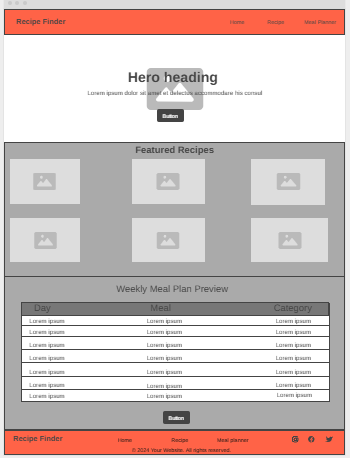 Recipe Finder
Home Recipe Meal Planner
Hero heading
Lorem ipsum dolor sit amet et delectus accommodare his consul
Button
Featured Recipes
Weekly Meal Plan Preview
Day Meal Category
Lorem ipsum Lorem ipsum Lorem ipsum
Lorem ipsum Lorem ipsum Lorem ipsum
Lorem ipsum Lorem ipsum Lorem ipsum
Lorem ipsum Lorem ipsum Lorem ipsum
Lorem ipsum Lorem ipsum Lorem ipsum
Lorem ipsum Lorem ipsum Lorem ipsum
Lorem ipsum Lorem ipsum Lorem ipsum
Button
Recipe Finder
Home Recipe Meal planner
© 2024 Your Website. All rights reserved.